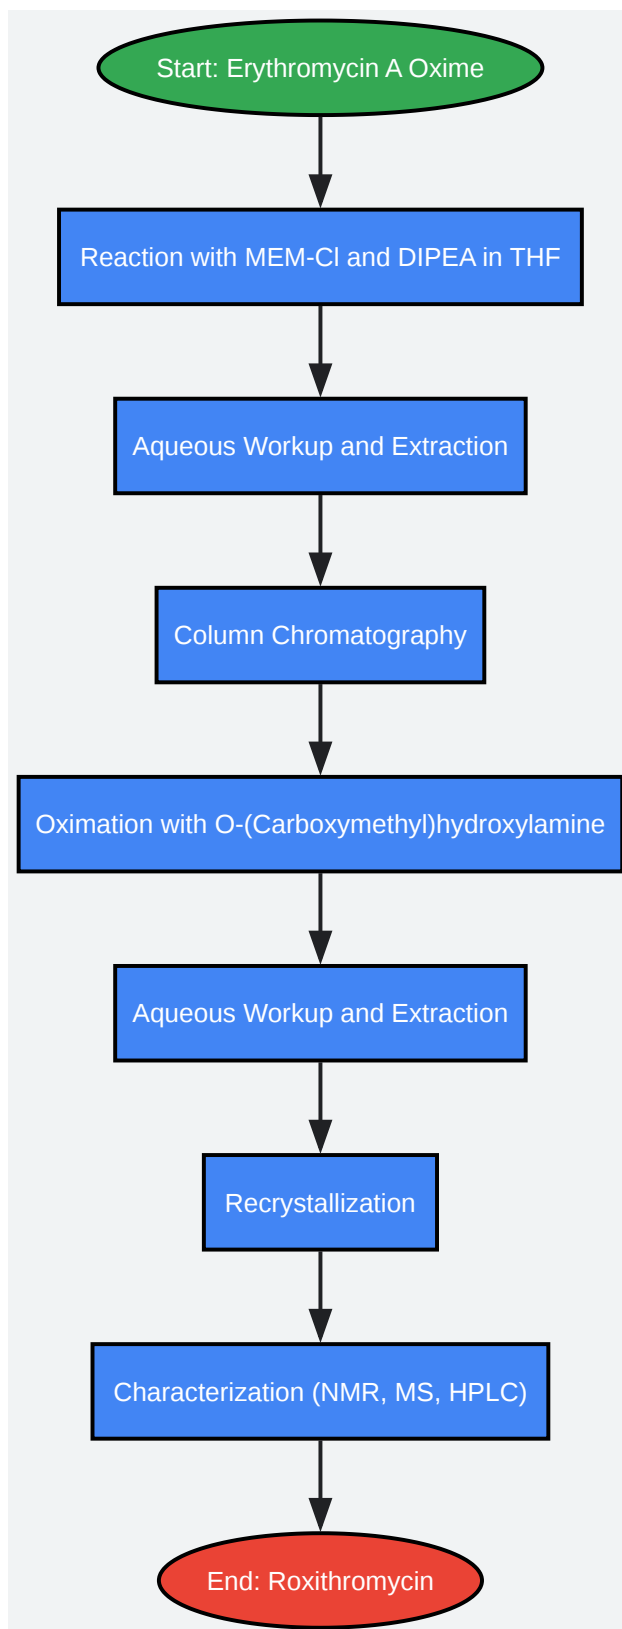 Start: Erythromycin A Oxime
Reaction with MEM-Cl and DIPEA in THF
Aqueous Workup and Extraction
Column Chromatography
Oximation with O-(Carboxymethyl)hydroxylamine
Aqueous Workup and Extraction
Recrystallization
Characterization (NMR, MS, HPLC)
End: Roxithromycin